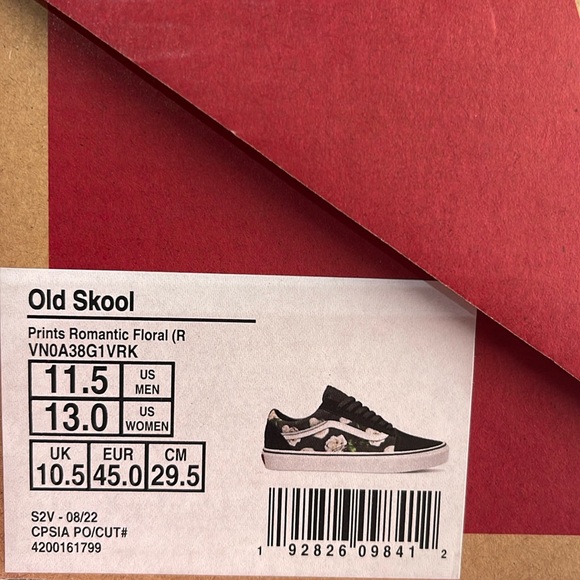 Old Skool
Prints Romantic Floral (R
VN0A38G1VRK
11.5 US MEN
13.0 US WOMEN
UK EUR CM
10.5 45.0 29.5
S2V - 08/22
CPSIA PO/CUT#
4200161799
1 92826 09841 2